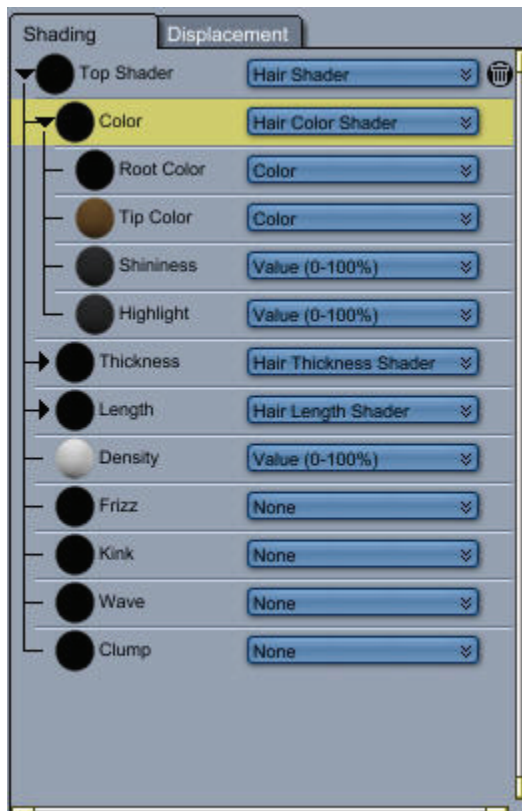 Shading Displacement
Top Shader Hair Shader
Color Hair Color Shader
Root Color Color
Tip Color Color
Shininess Value (0-100%)
Highlight Value (0-100%)
Thickness Hair Thickness Shader
Length Hair Length Shader
Density Value (0-100%)
Frizz None
Kink None
Wave None
Clump None